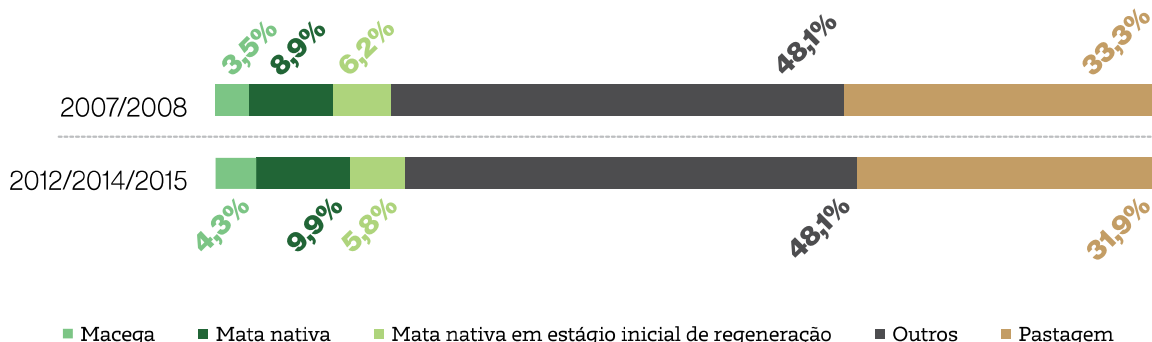 3,5% 8,9% 6,2% 48,1% 33,3%
2007/2008
2012/2014/2015
4,3% 9,9% 5,8% 48,1% 31,9%
Macega Mata nativa Mata nativa em estágio inicial de regeneração Outros Pastagem